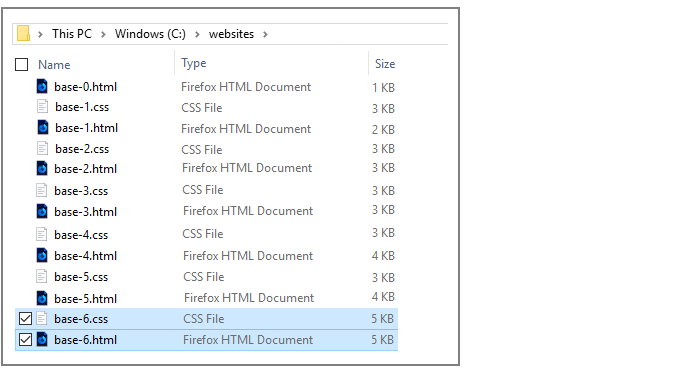 This PC > Windows (C:) > websites >
Name Type Size
base-0.html Firefox HTML Document 1 KB
base-1.css CSS File 3 KB
base-1.html Firefox HTML Document 2 KB
base-2.css CSS File 3 KB
base-2.html Firefox HTML Document 3 KB
base-3.css CSS File 3 KB
base-3.html Firefox HTML Document 3 KB
base-4.css CSS File 3 KB
base-4.html Firefox HTML Document 4 KB
base-5.css CSS File 3 KB
base-5.html Firefox HTML Document 4 KB
base-6.css CSS File 5 KB
base-6.html Firefox HTML Document 5 KB